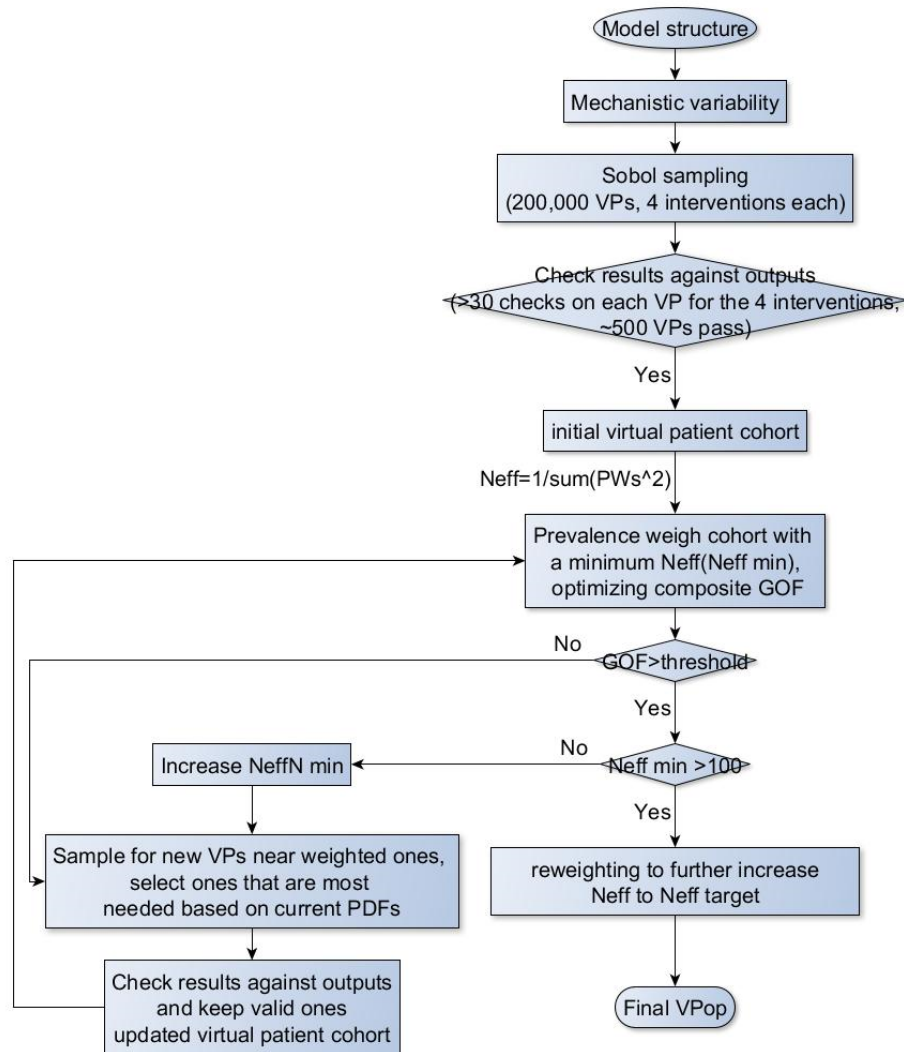 Model structure
Mechanistic variability
Sobol sampling
(200,000 VPs, 4 interventions each)
Check results against outputs
(>30 checks on each VP for the 4 interventions,
~500 VPs pass)
Yes
initial virtual patient cohort
Neff=1/sum(PWs^2)
Prevalence weigh cohort with
a minimum Neff(Neff min),
optimizing composite GOF
No
GOF>threshold
Yes
No
Increase NeffN min
Neff min >100
Yes
Sample for new VPs near weighted ones,
select ones that are most
needed based on current PDFs
reweighting to further increase
Neff to Neff target
Check results against outputs
and keep valid ones
updated virtual patient cohort
Final VPop